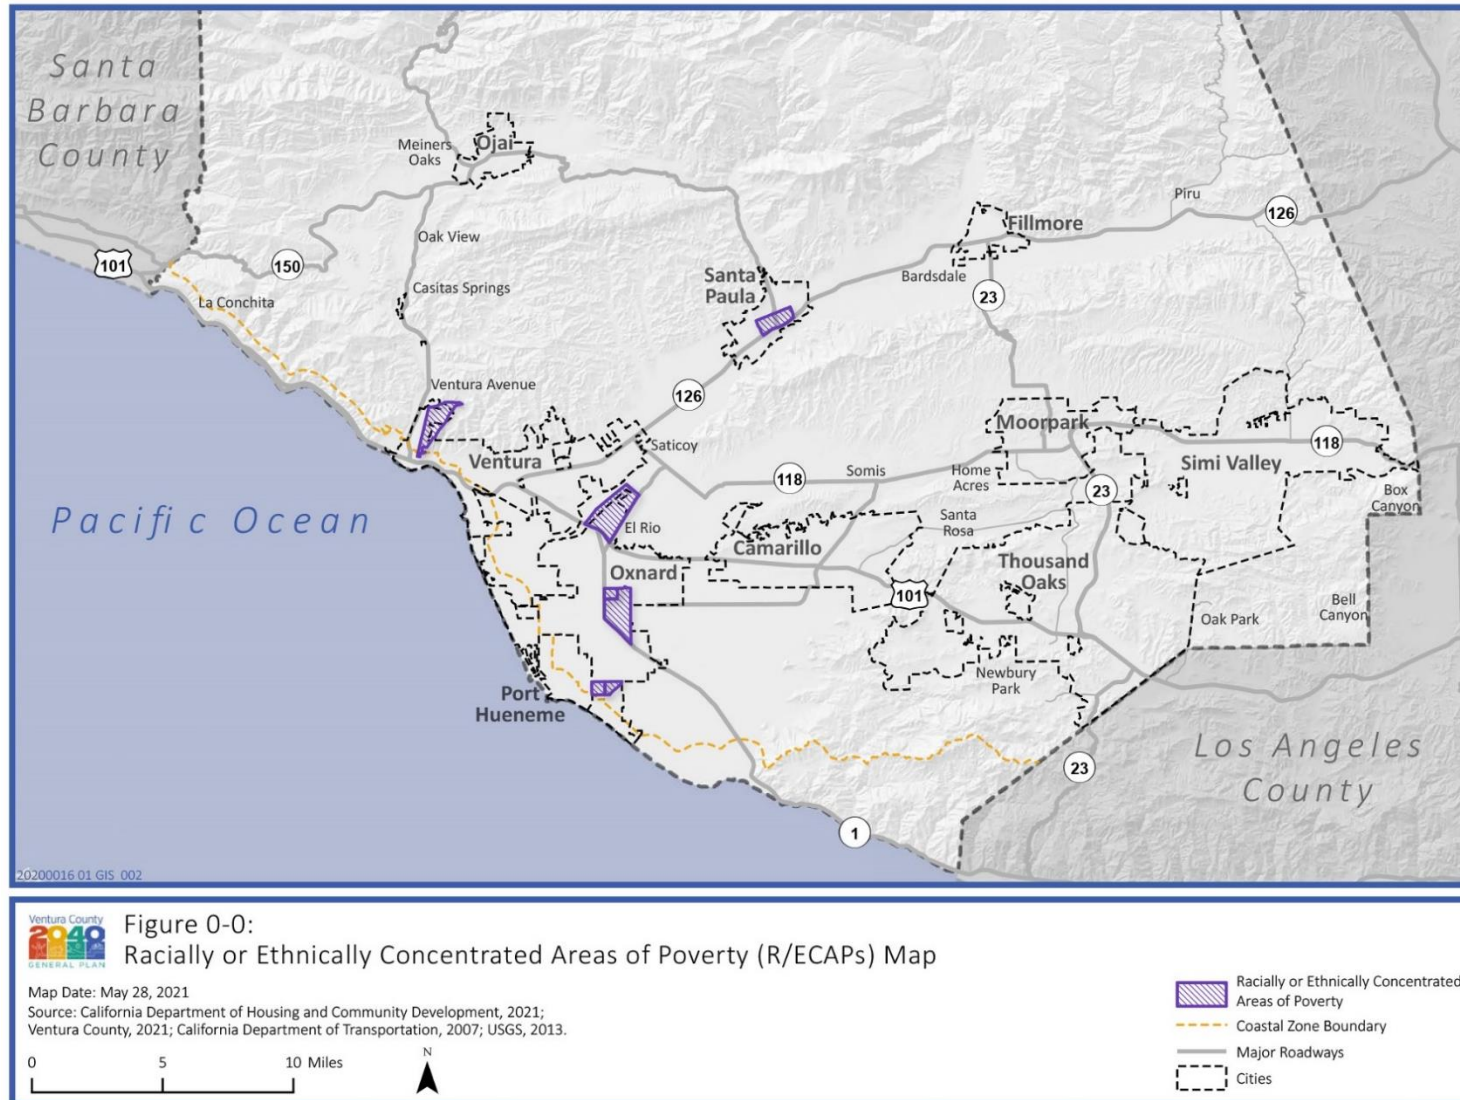 Santa
Barbara
County
Meiners
Oaks
Ojai
Oak View
Casitas Springs
150
101
La Conchita
Piru
126
Fillmore
Bardsdale
23
Santa
Paula
126
Ventura Avenue
Ventura
Saticoy
118
Somis
Moorpark
Home
Acres
Simi Valley
118
Box
Canyon
23
Santa
Rosa
El Rio
Camarillo
Oxnard
101
Thousand
Oaks
Oak Park
Bell
Canyon
Newbury
Park
Port
Hueneme
Pacific Ocean
Los Angeles
County
23
1
20200016 01 GIS 002
Ventura County
2040
GENERAL PLAN
Figure 0-0:
Racially or Ethnically Concentrated Areas of Poverty (R/ECAPs) Map
Map Date: May 28, 2021
Source: California Department of Housing and Community Development, 2021;
Ventura County, 2021; California Department of Transportation, 2007; USGS, 2013.
0 5 10 Miles
N
Racially or Ethnically Concentrated
Areas of Poverty
Coastal Zone Boundary
Major Roadways
Cities